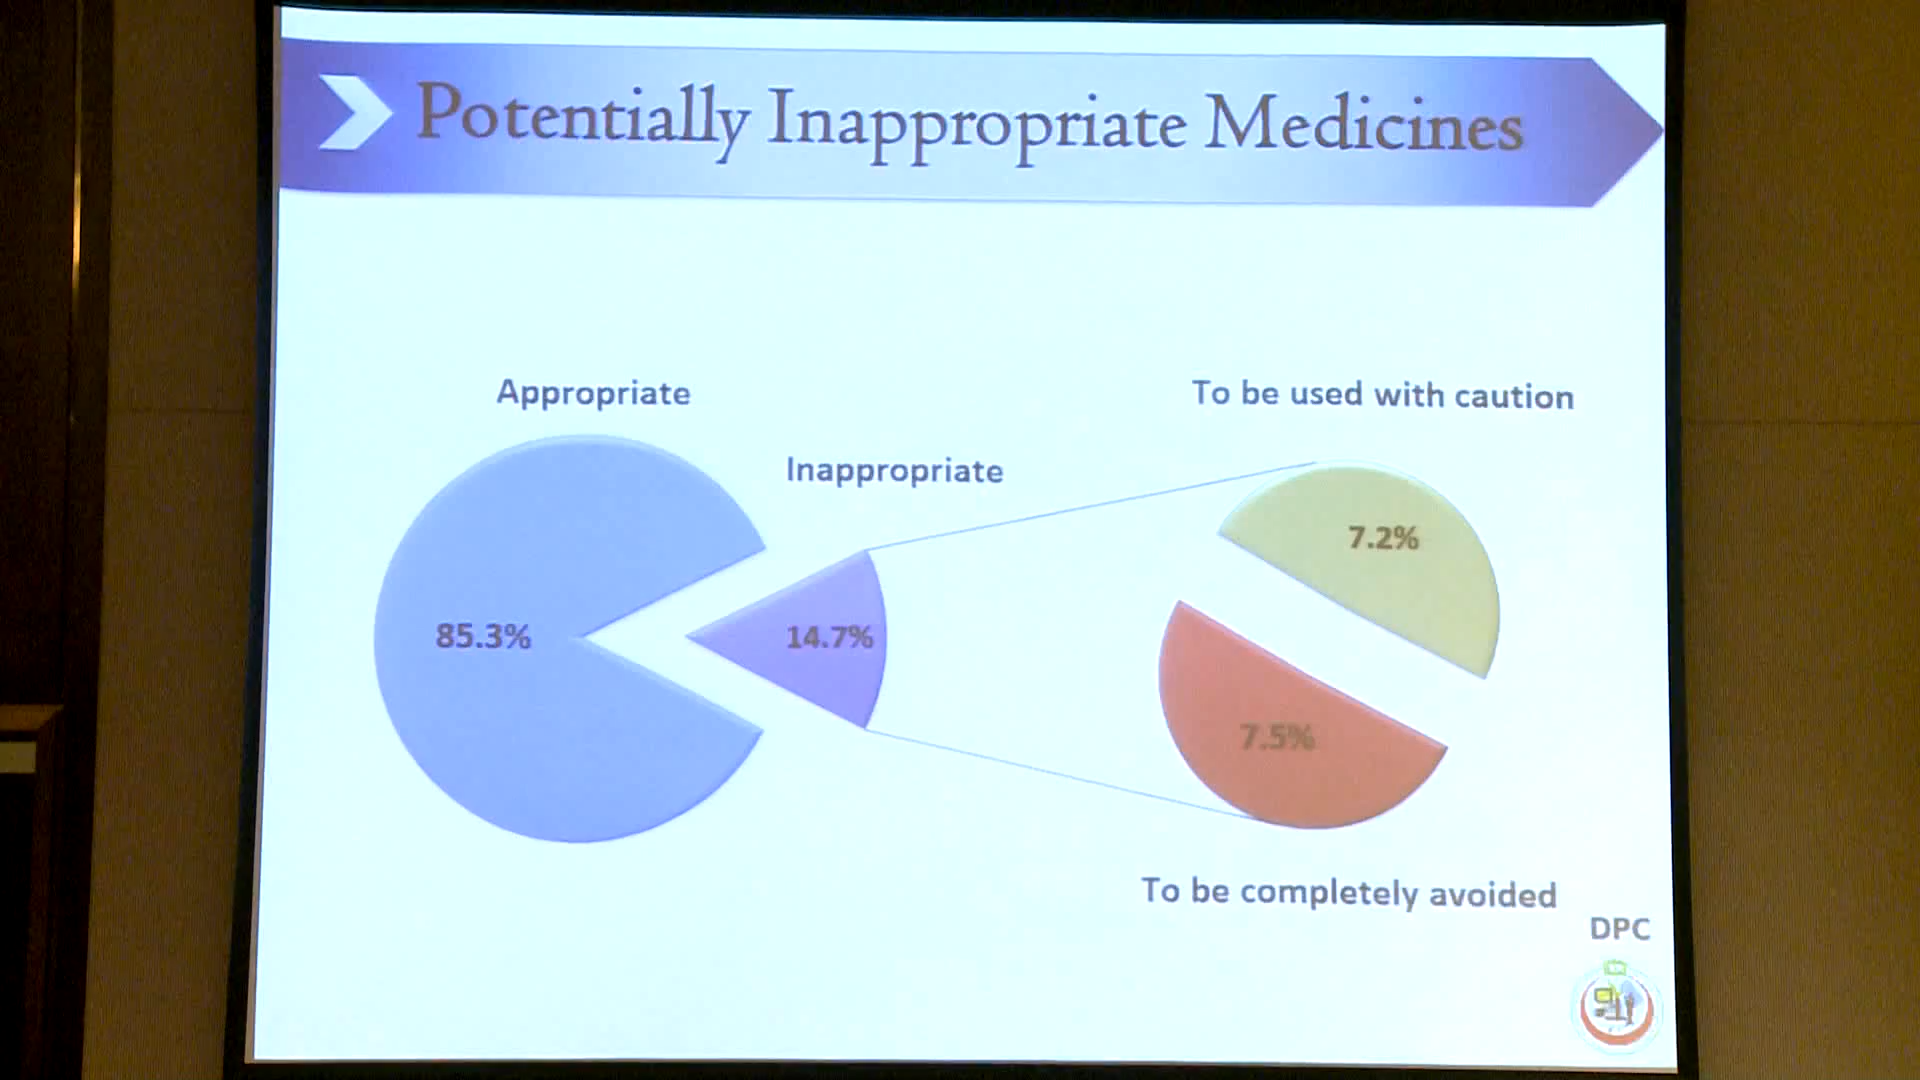 Potentially Inappropriate Medicines
Appropriate
To be used with caution
Inappropriate
7.2%
85.3%
14.7%
7.5%
To be completely avoided
DPC